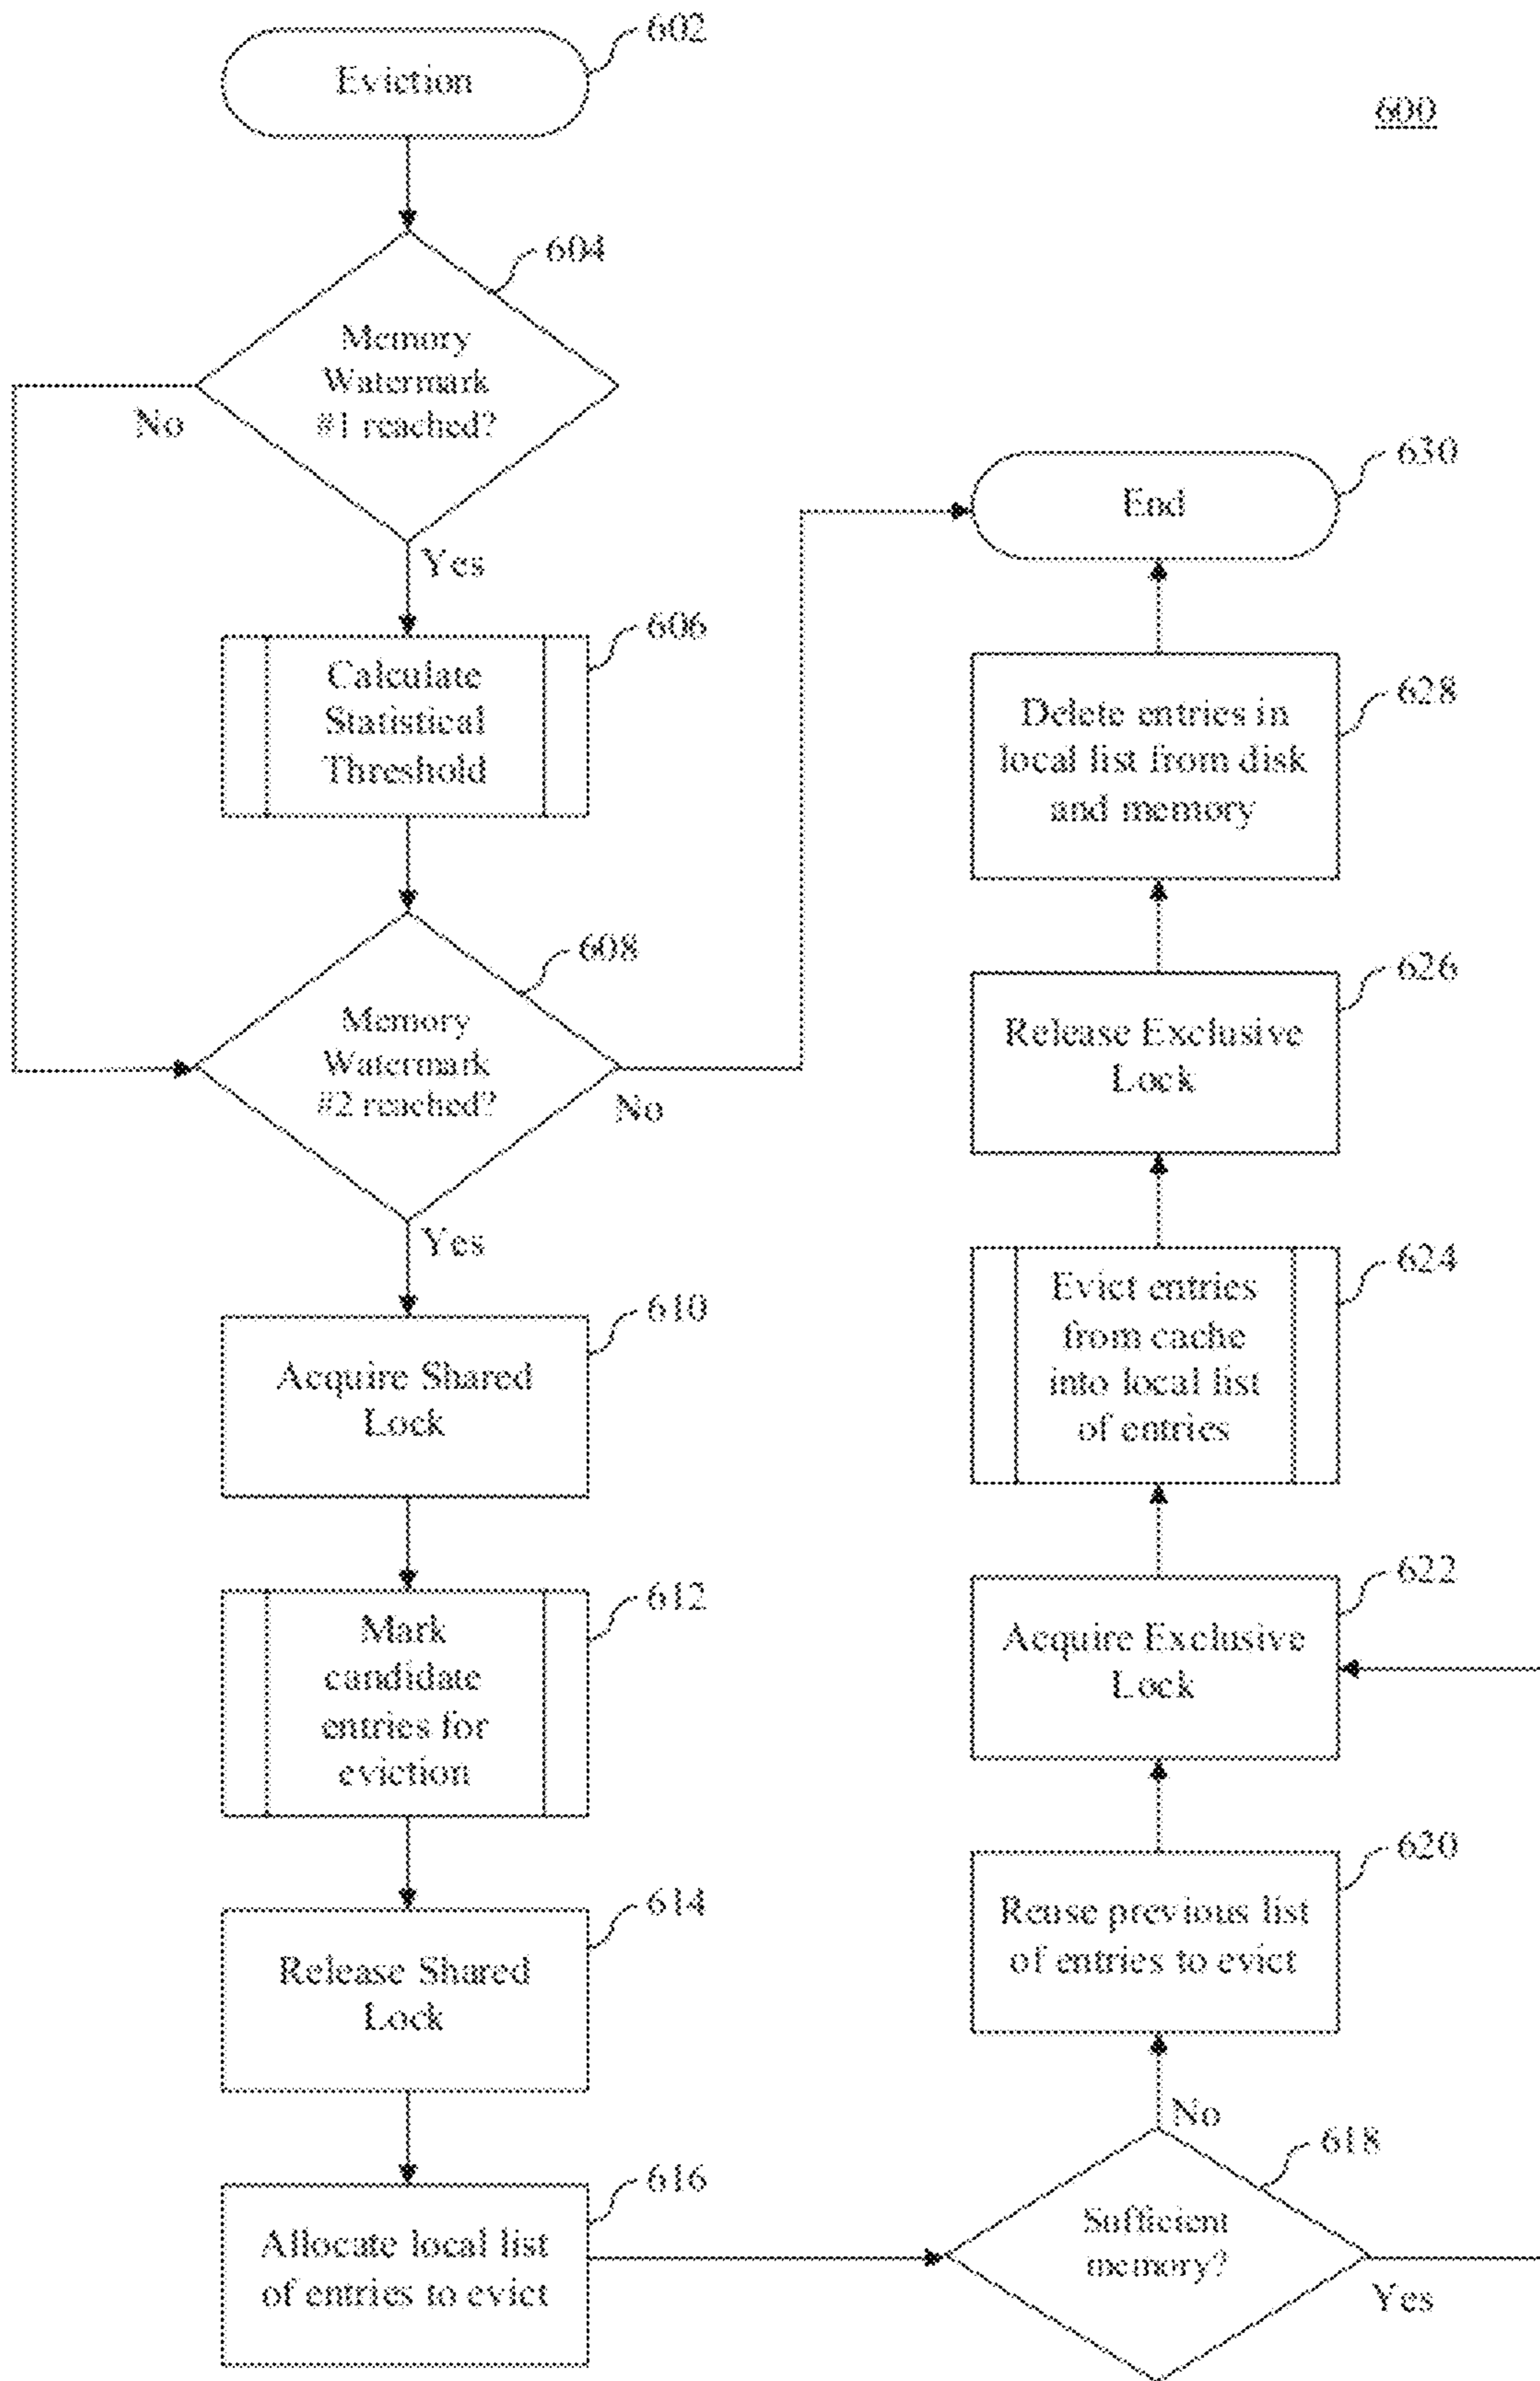 602
Eviction
600
604
Memory
Watermark
#1 reached?
No
Yes
606
Calculate
Statistical
Threshold
608
Memory
Watermark
#2 reached?
No
Yes
610
Acquire Shared
Lock
612
Mark
candidate
entries for
eviction
614
Release Shared
Lock
616
Allocate local list
of entries to evict
618
Sufficient
memory?
No
Yes
620
Reuse previous list
of entries to evict
622
Acquire Exclusive
Lock
624
Evict entries
from cache
into local list
of entries
626
Release Exclusive
Lock
628
Delete entries in
local list from disk
and memory
630
End